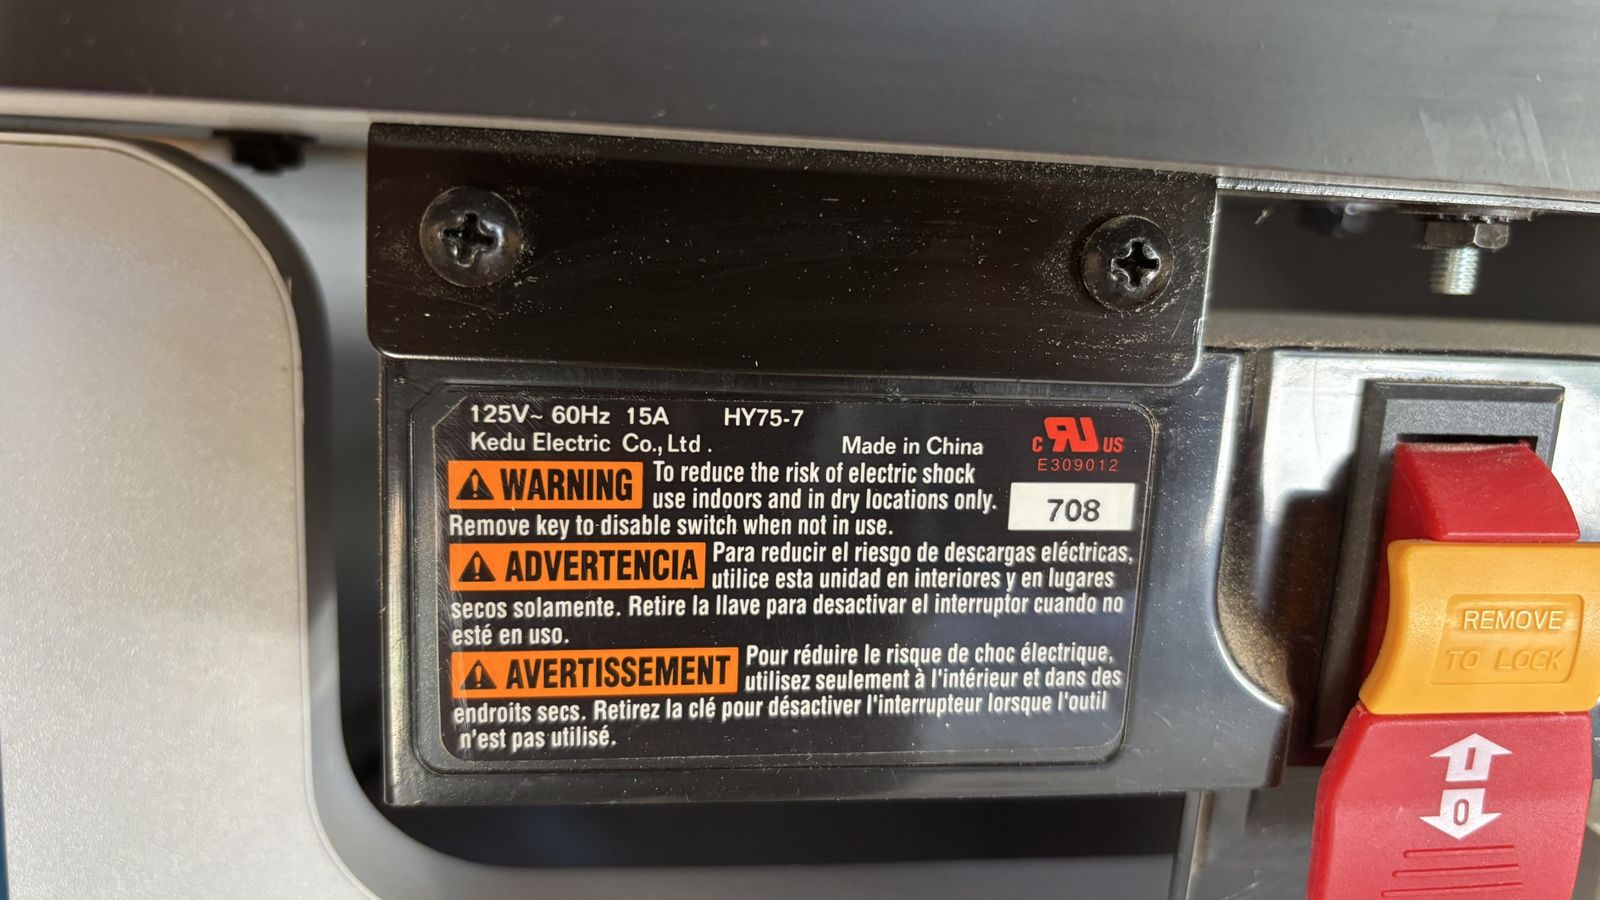 125V~ 60Hz 15A HY75-7
Kedu Electric Co., Ltd. Made in China
c RU US
E309012
708
WARNING To reduce the risk of electric shock
use indoors and in dry locations only.
Remove key to disable switch when not in use.
ADVERTENCIA Para reducir el riesgo de descargas eléctricas,
utilice esta unidad en interiores y en lugares
secos solamente. Retire la llave para desactivar el interruptor cuando no
esté en uso.
AVERTISSEMENT Pour réduire le risque de choc électrique,
utilisez seulement à l'intérieur et dans des
endroits secs. Retirez la clé pour désactiver l'interrupteur lorsque l'outil
n'est pas utilisé.
REMOVE
TO LOCK
I
0